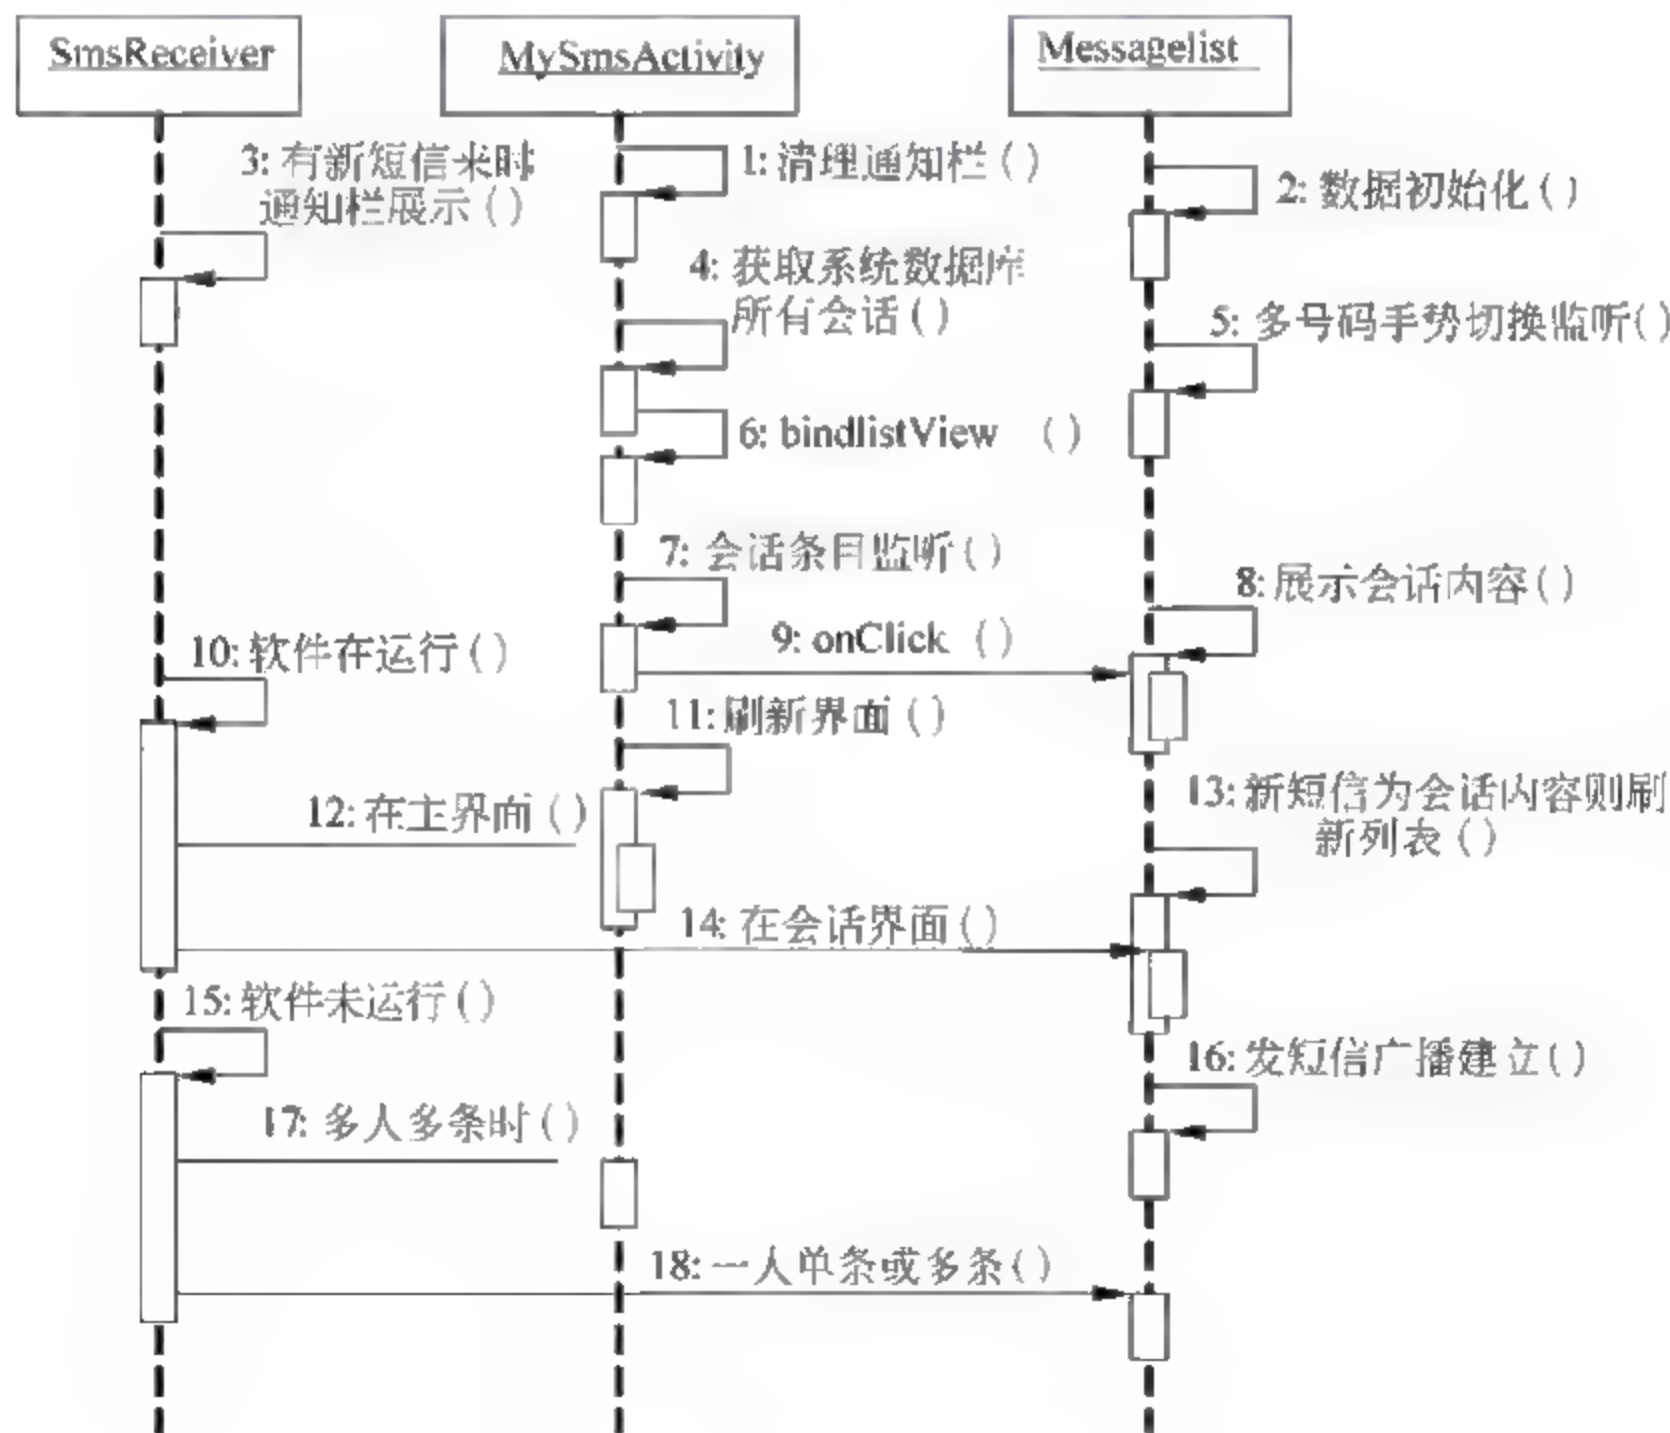 SmsReceiver
MySmsActivity
Messagelist
3: 有新短信来时
通知栏展示()
1: 清理通知栏()
2: 数据初始化()
4: 获取系统数据库
所有会话()
5: 多号码手势切换监听()
6: bindlistView ()
7: 会话条目监听()
8: 展示会话内容()
9: onClick ()
10: 软件在运行()
11: 刷新界面()
12: 在主界面()
13: 新短信为会话内容则刷
新列表()
14: 在会话界面()
15: 软件未运行()
16: 发短信广播建立()
17: 多人多条时()
18: 一人单条或多条()